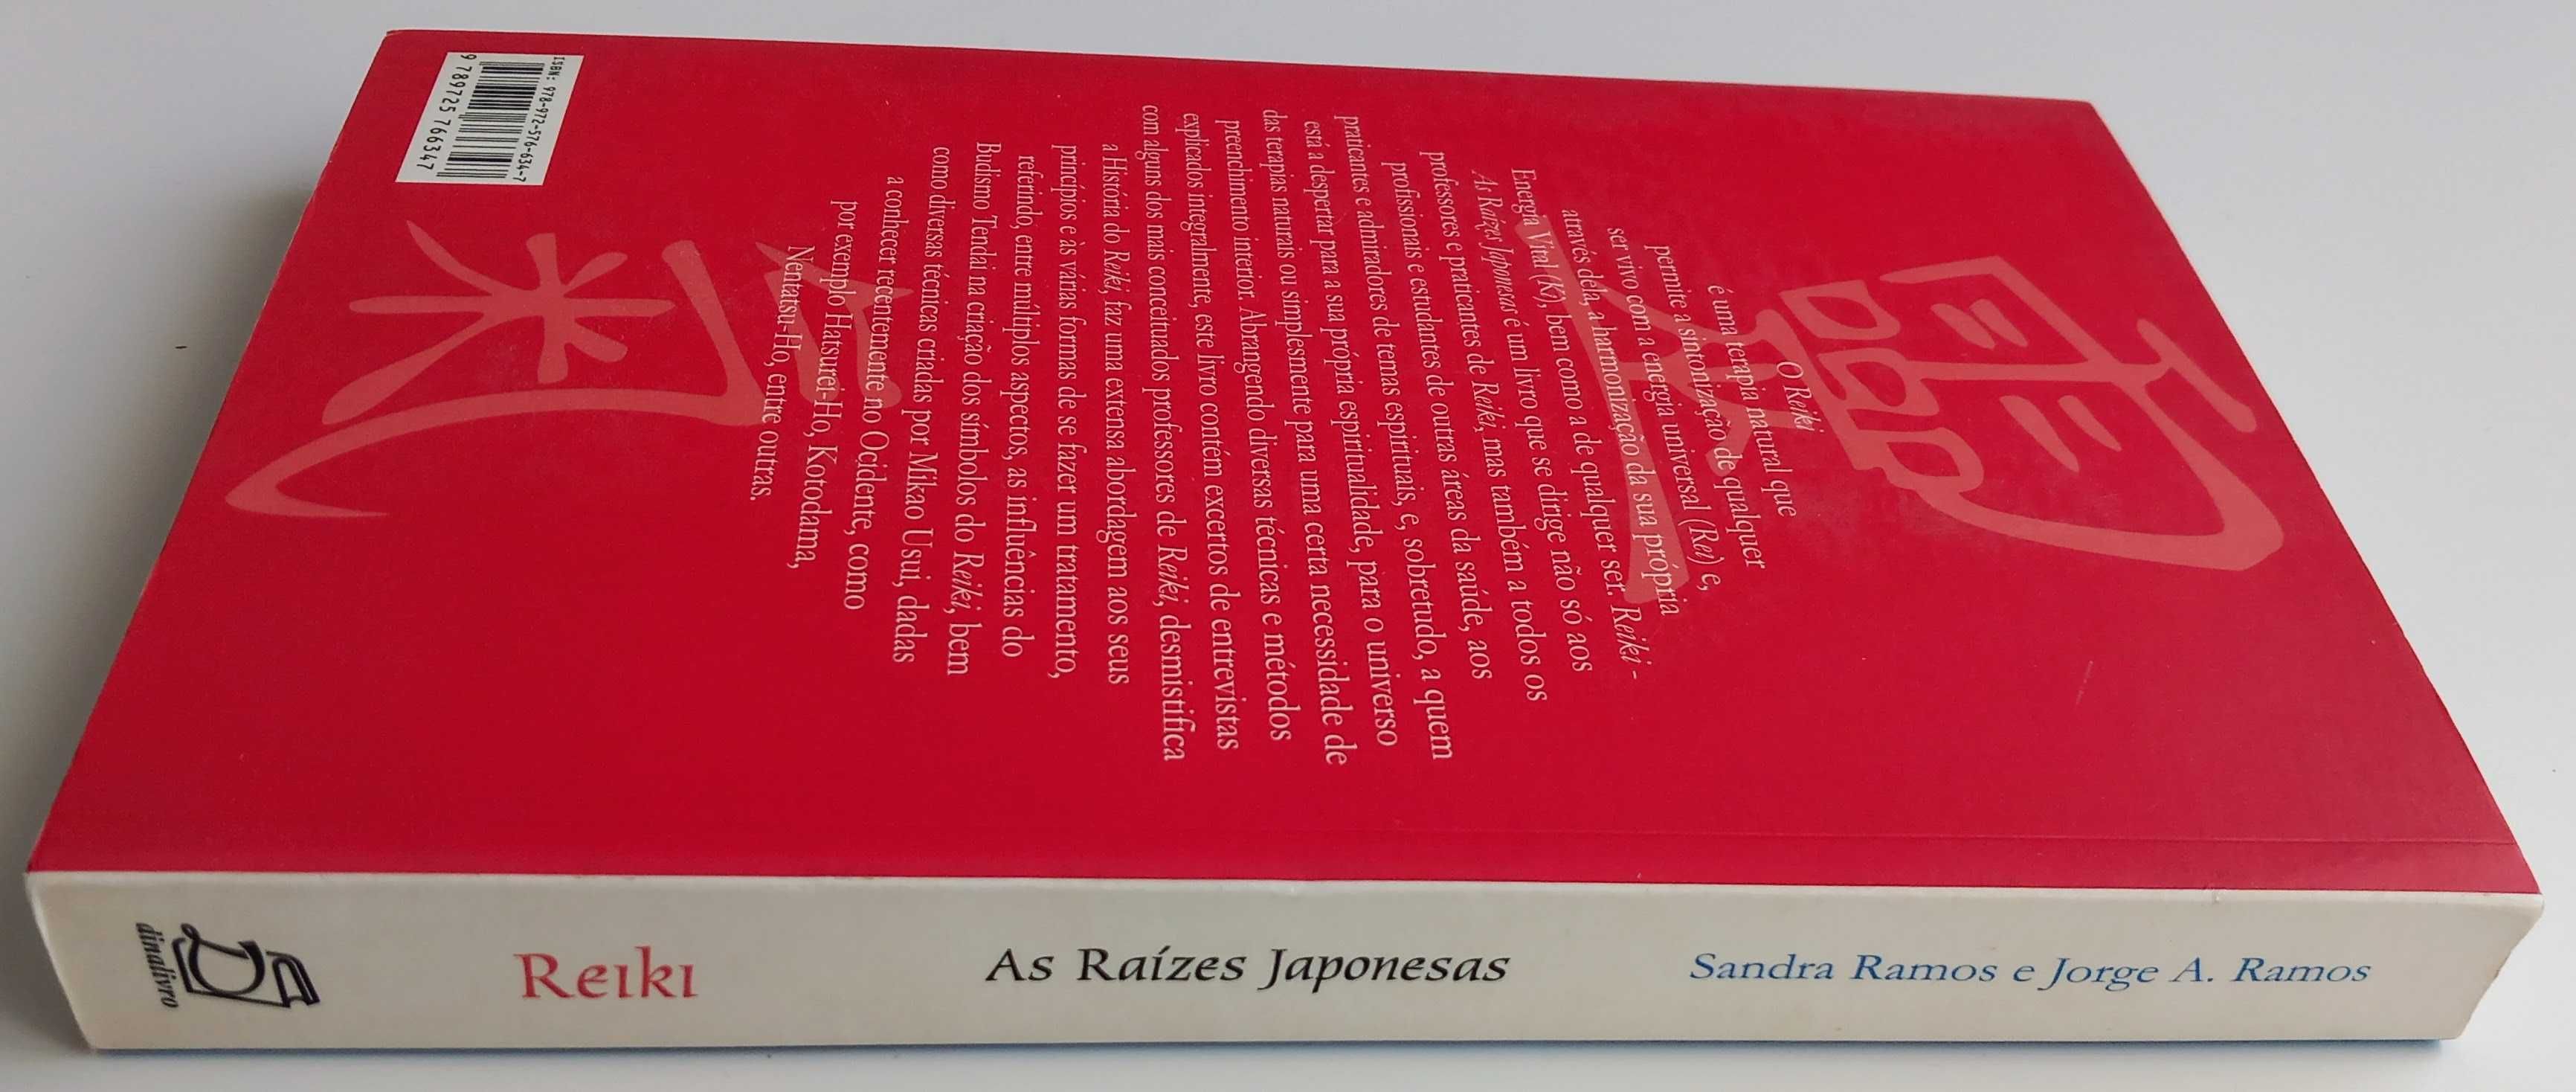 O Reiki
é uma terapia natural que
permite a sintonização de qualquer
ser vivo com a energia universal (Rei) e,
através dela, a harmonização da sua própria
Energia Vital (Ki), bem como a de qualquer ser. Reiki -
As Raízes Japonesas é um livro que se dirige não só aos
professores e praticantes de Reiki, mas também a todos os
profissionais e estudantes de outras áreas da saúde, aos
praticantes e admiradores de temas espirituais, e, sobretudo, a quem
está a despertar para a sua própria espiritualidade, para o universo
das terapias naturais ou simplesmente para uma certa necessidade de
preenchimento interior. Abrangendo diversas técnicas e métodos
explicados integralmente, este livro contém excertos de entrevistas
com alguns dos mais conceituados professores de Reiki, desmistifica
a História do Reiki, faz uma extensa abordagem aos seus
princípios e às várias formas de se fazer um tratamento,
referindo, entre múltiplos aspectos, as influências do
Budismo Tendai na criação dos símbolos do Reiki, bem
como diversas técnicas criadas por Mikao Usui, dadas
a conhecer recentemente no Ocidente, como
por exemplo Hatsurei-Ho, Kotodama,
Nentatsu-Ho, entre outras.
靈
氣
ISBN: 978-972-576-634-7
9 789725 766347
dinalivro
Reiki
As Raízes Japonesas
Sandra Ramos e Jorge A. Ramos